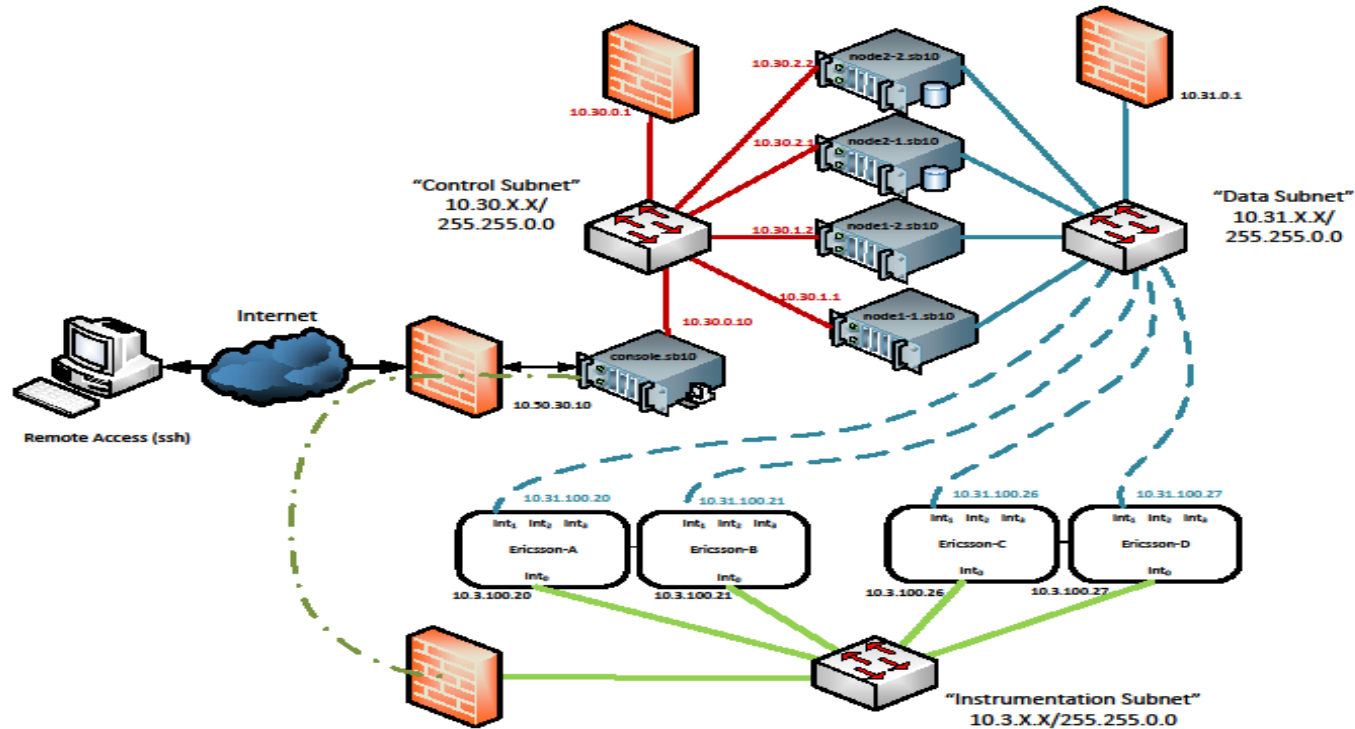 node2-2.sb10
10.30.2.2
10.31.0.1
10.30.0.1
10.30.2.1
node2-1.sb10
“Control Subnet”
10.30.X.X/
255.255.0.0
“Data Subnet”
10.31.X.X/
255.255.0.0
10.30.1.2
node1-2.sb10
10.30.1.1
node1-1.sb10
Internet
10.30.0.10
console.sb10
10.50.30.10
Remote Access (ssh)
10.31.100.20
10.31.100.21
10.31.100.26
10.31.100.27
Int₁ Int₂ Int₃
Ericsson-A
Int₀
10.3.100.20
Int₁ Int₂ Int₃
Ericsson-B
Int₀
10.3.100.21
Int₁ Int₂ Int₃
Ericsson-C
Int₀
10.3.100.26
Int₁ Int₂ Int₃
Ericsson-D
Int₀
10.3.100.27
“Instrumentation Subnet”
10.3.X.X/255.255.0.0